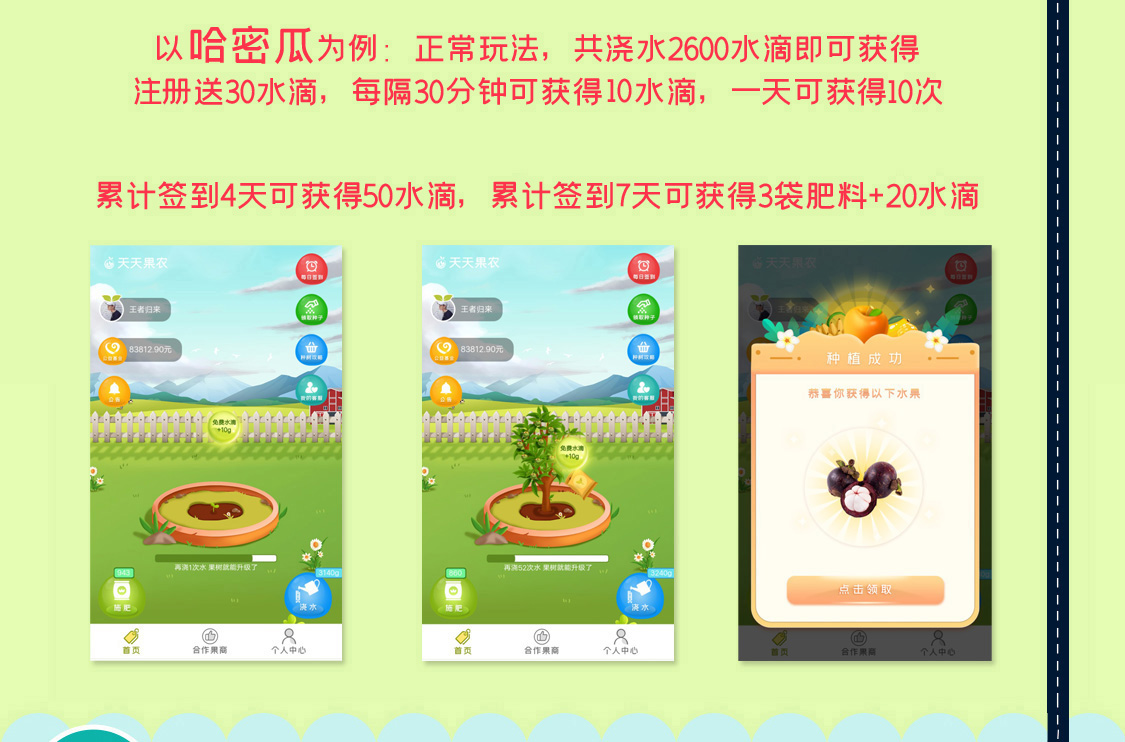 以哈密瓜为例：正常玩法，共浇水2600水滴即可获得
注册送30水滴，每隔30分钟可获得10水滴，一天可获得10次
累计签到4天可获得50水滴，累计签到7天可获得3袋肥料+20水滴
天天果农
每日签到
王者归来
领取种子
83812.90元
种树攻略
公告
我的客服
免费水滴
+10g
再浇1次水 果树就能升级了
943
施肥
3140g
浇水
首页
合作果商
个人中心
天天果农
每日签到
王者归来
领取种子
83812.90元
种树攻略
公告
我的客服
免费水滴
+10g
再浇52次水 果树就能升级了
960
施肥
3240g
浇水
首页
合作果商
个人中心
天天果农
种植成功
恭喜你获得以下水果
点击领取
首页
合作果商
个人中心